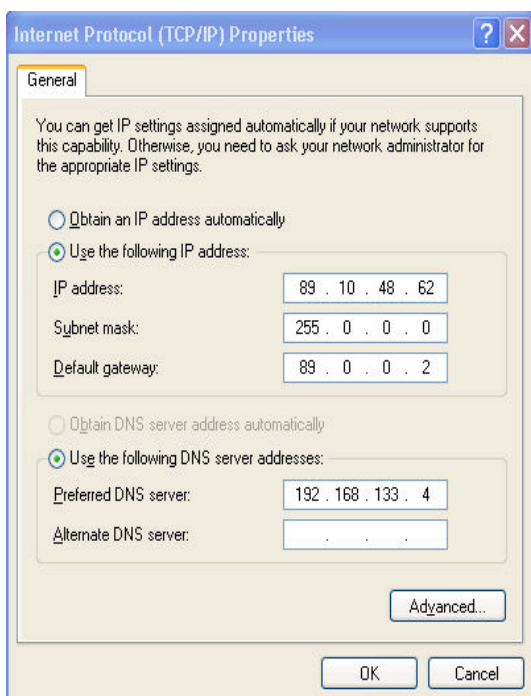 Internet Protocol (TCP/IP) Properties
General
You can get IP settings assigned automatically if your network supports
this capability. Otherwise, you need to ask your network administrator for
the appropriate IP settings.
Obtain an IP address automatically
Use the following IP address:
IP address: 89 . 10 . 48 . 62
Subnet mask: 255 . 0 . 0 . 0
Default gateway: 89 . 0 . 0 . 2
Obtain DNS server address automatically
Use the following DNS server addresses:
Preferred DNS server: 192 . 168 . 133 . 4
Alternate DNS server: . . .
Advanced...
OK Cancel